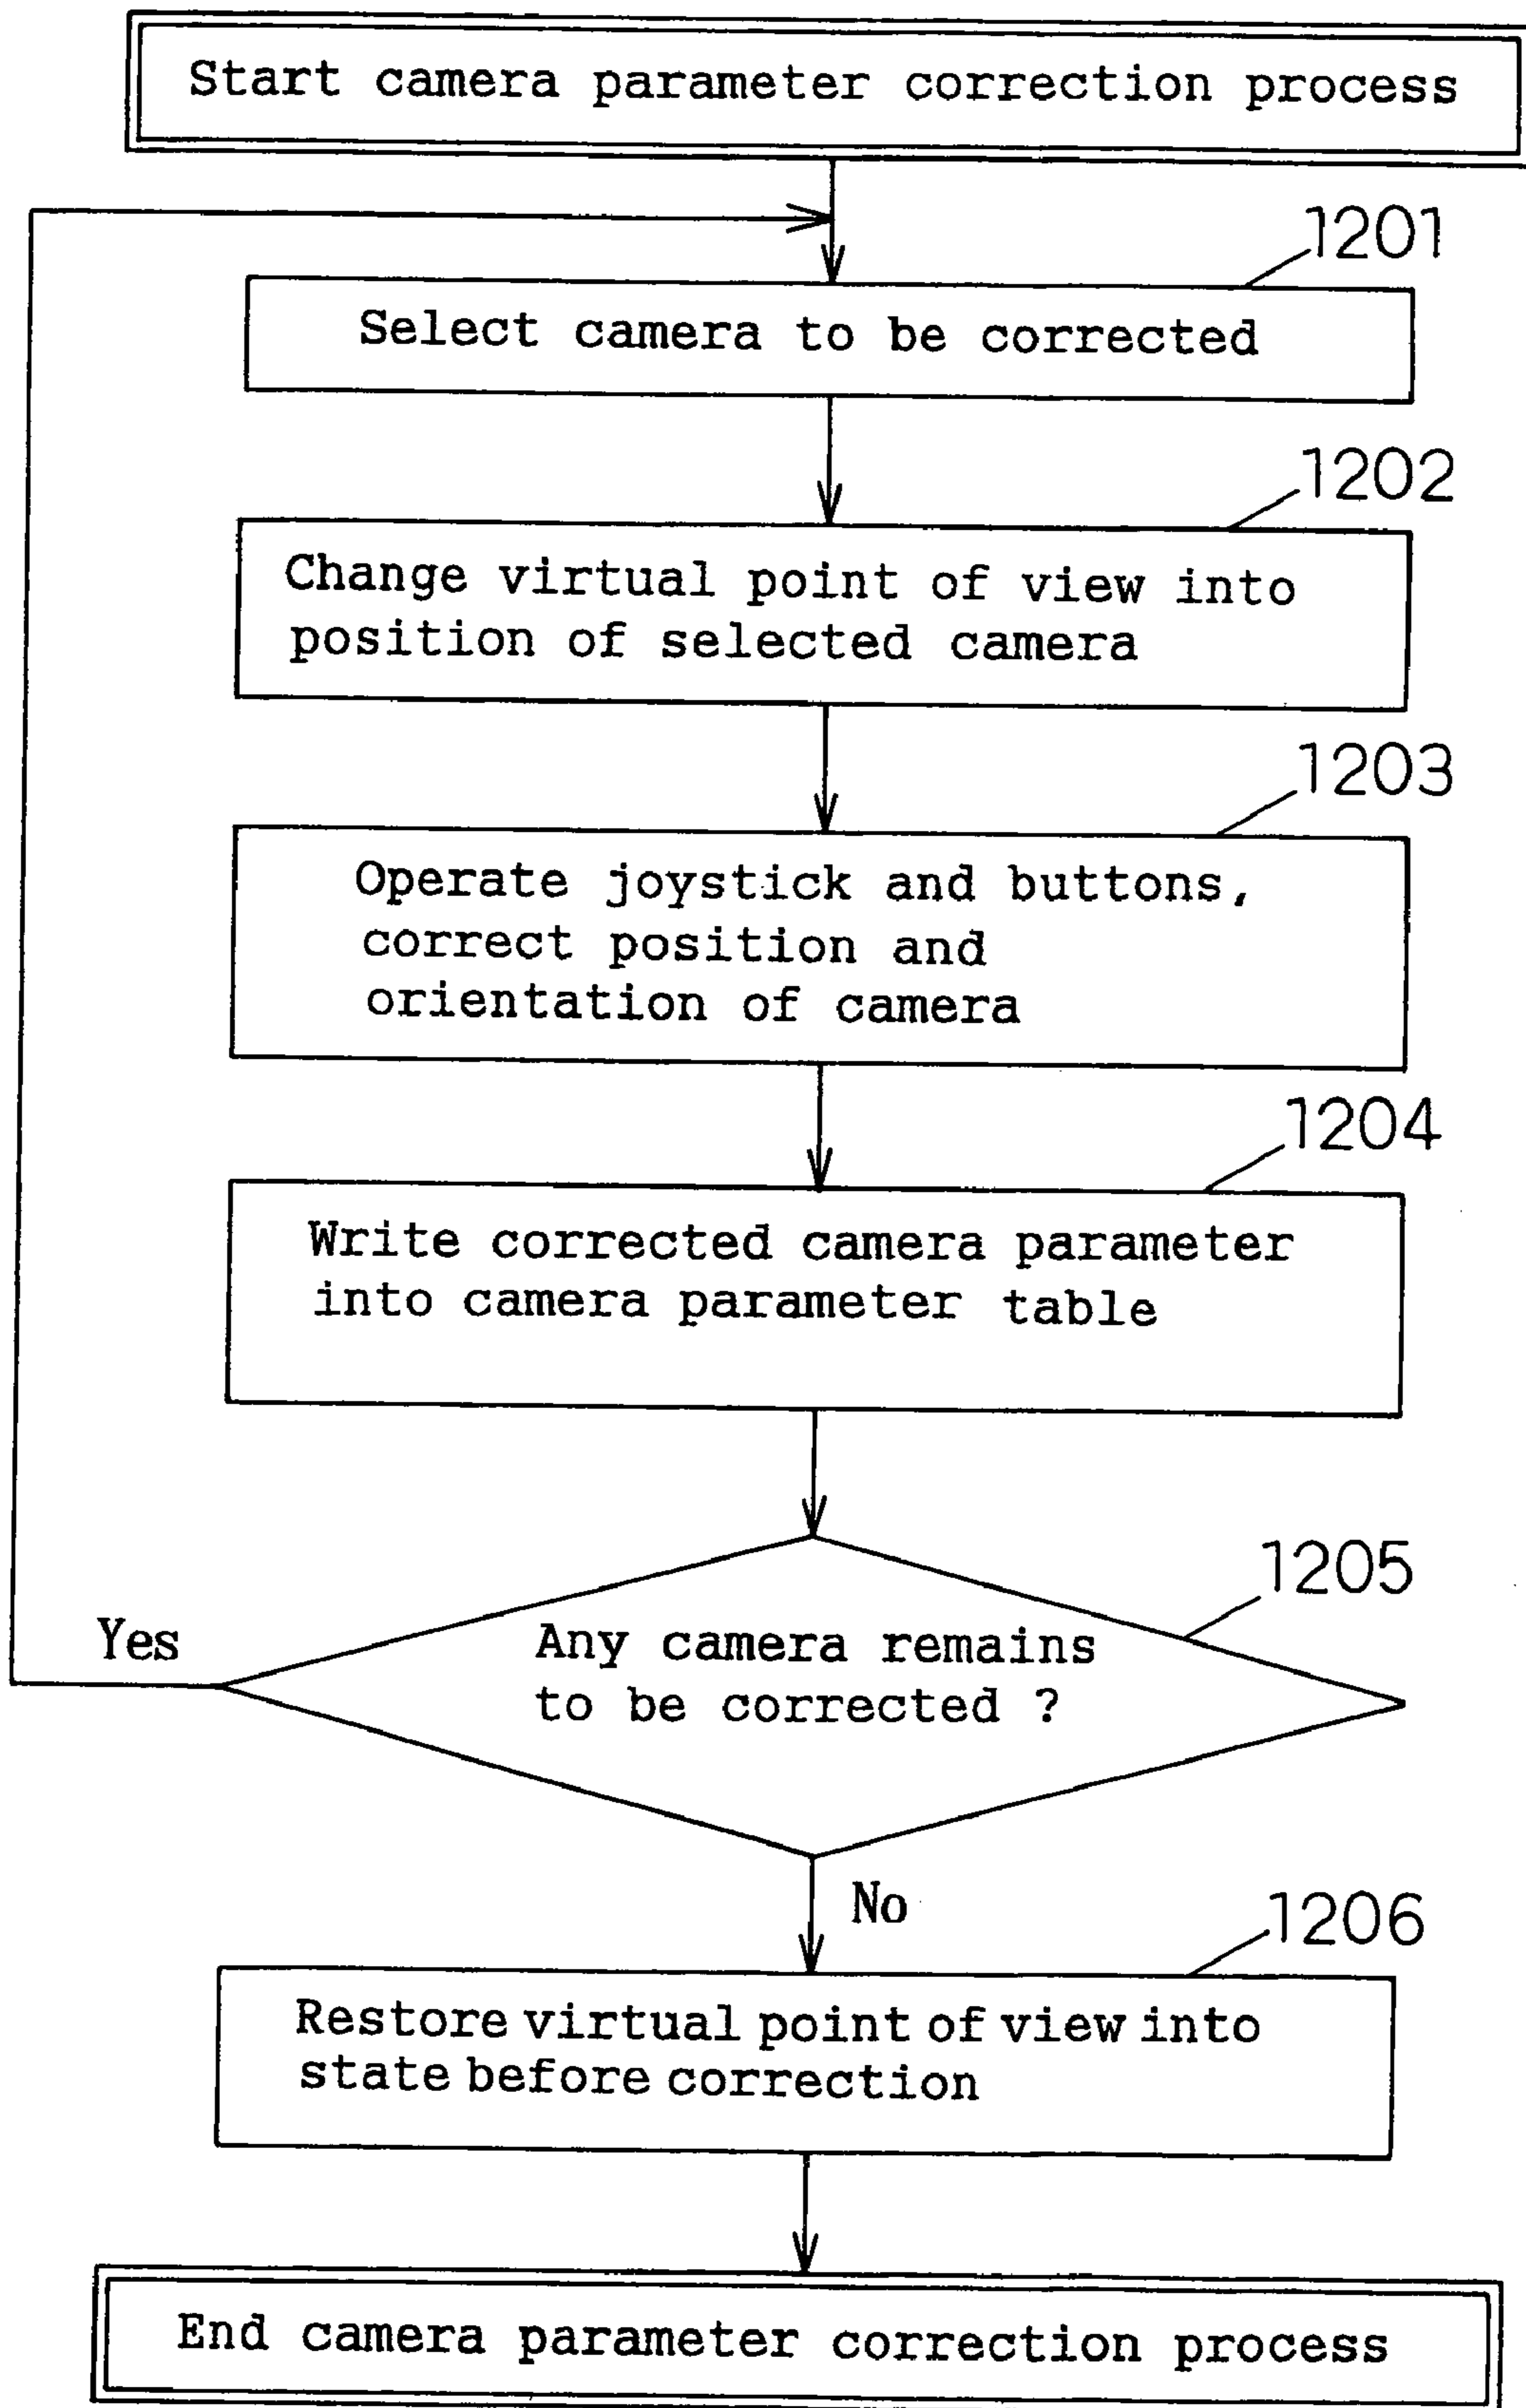 Start camera parameter correction process
1201
Select camera to be corrected
1202
Change virtual point of view into
position of selected camera
1203
Operate joystick and buttons,
correct position and
orientation of camera
1204
Write corrected camera parameter
into camera parameter table
1205
Yes
Any camera remains
to be corrected ?
No
1206
Restore virtual point of view into
state before correction
End camera parameter correction process